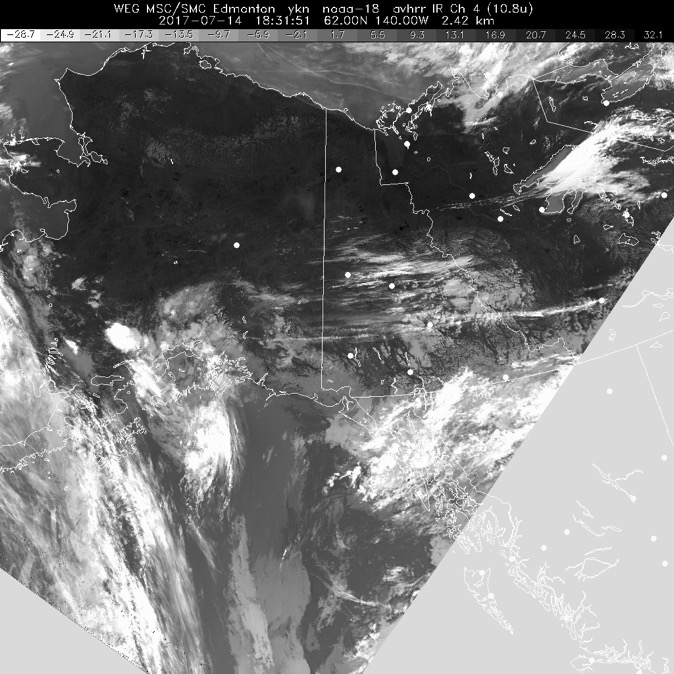 WEG MSC/SMC Edmonton ykn noaa-18 avhrr IR Ch 4 (10.8u)
2017-07-14 18:31:51 62.00N 140.00W 2.42 km
-28.7 -24.9 -21.1 -17.3 -13.5 -9.7 -5.9 -2.1 1.7 5.5 9.3 13.1 16.9 20.7 24.5 28.3 32.1